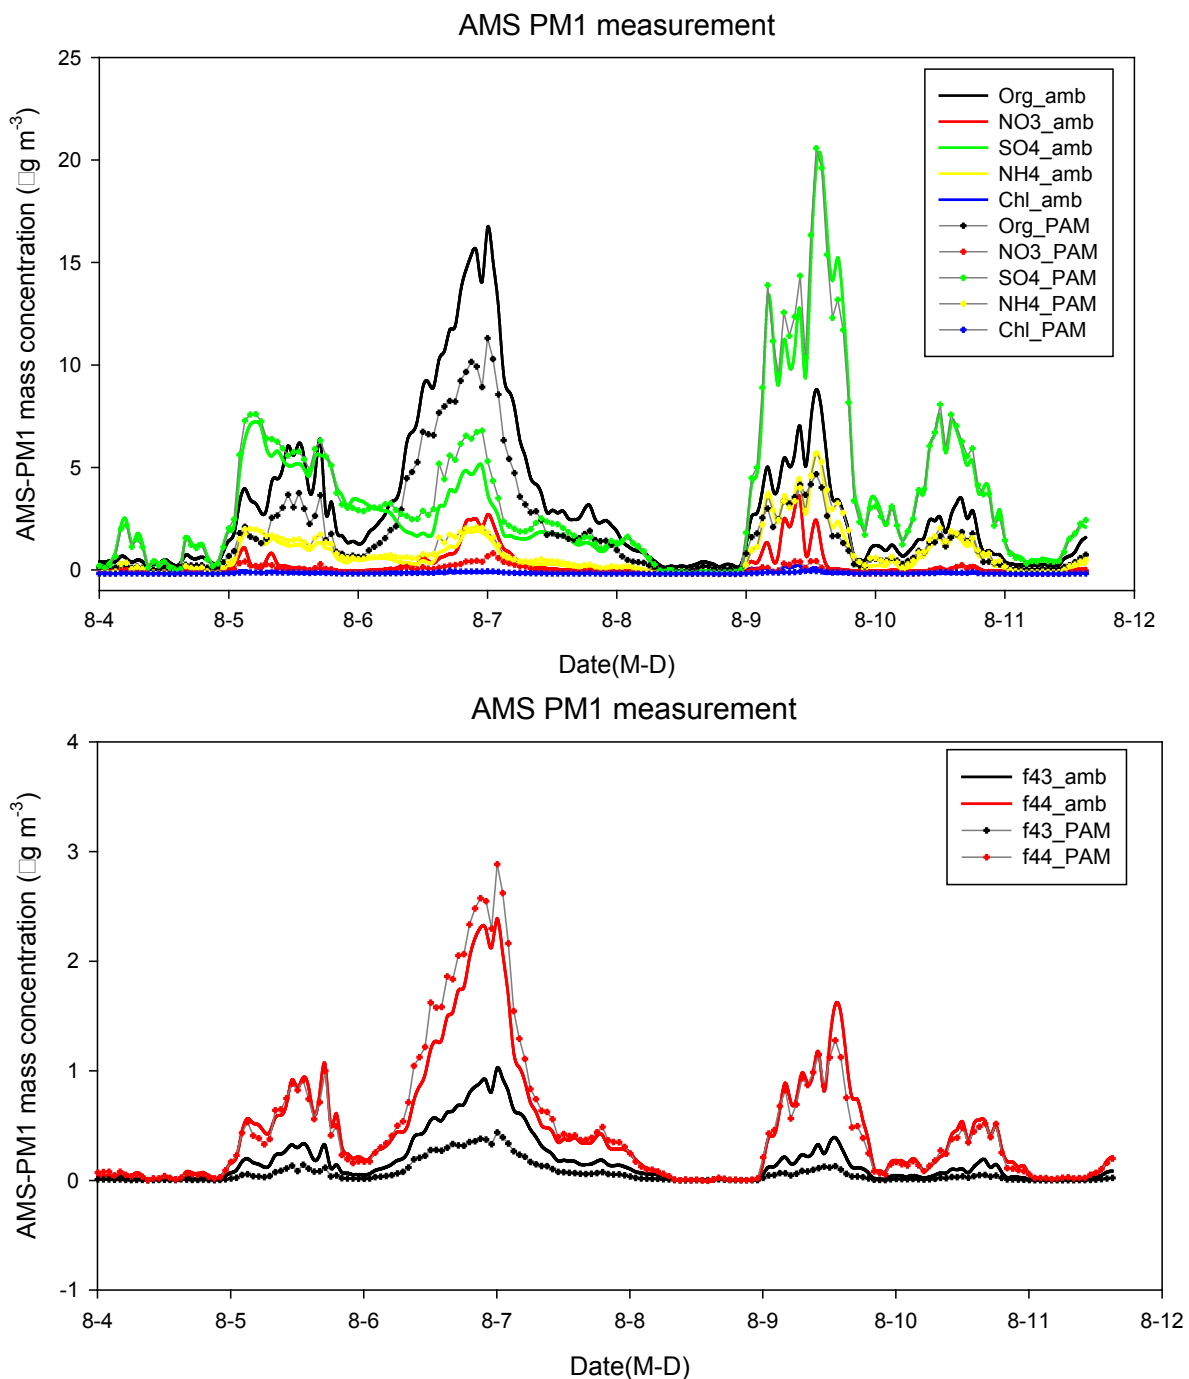 AMS PM1 measurement
25
20
15
10
5
0
AMS-PM1 mass concentration (□g m-3)
Org_amb
NO3_amb
SO4_amb
NH4_amb
Chl_amb
Org_PAM
NO3_PAM
SO4_PAM
NH4_PAM
Chl_PAM
8-4 8-5 8-6 8-7 8-8 8-9 8-10 8-11 8-12
Date(M-D)
AMS PM1 measurement
4
3
2
1
0
-1
AMS-PM1 mass concentration (□g m-3)
f43_amb
f44_amb
f43_PAM
f44_PAM
8-4 8-5 8-6 8-7 8-8 8-9 8-10 8-11 8-12
Date(M-D)